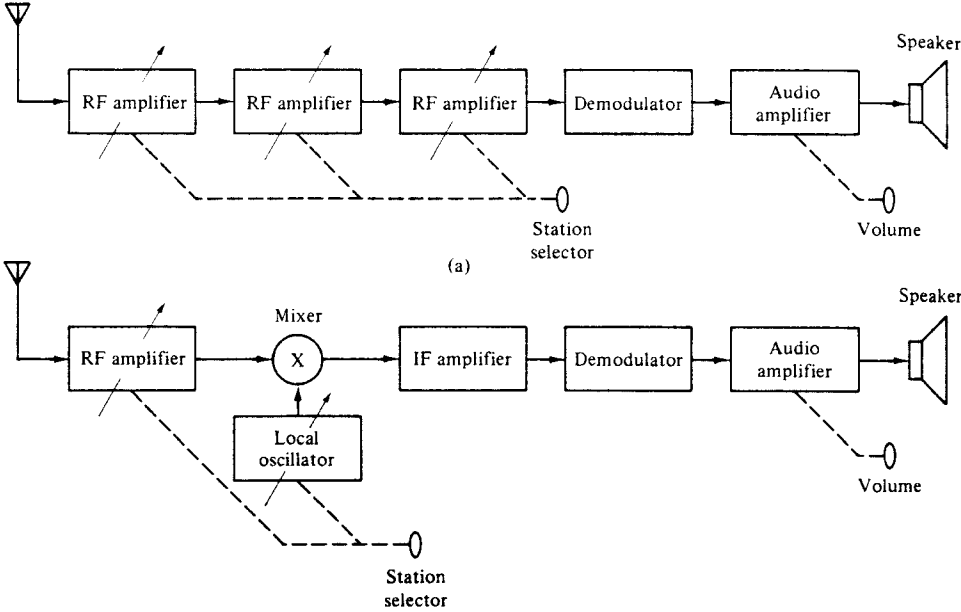 Speaker
RF amplifier
RF amplifier
RF amplifier
Demodulator
Audio
amplifier
Station
selector
Volume
(a)
Speaker
Mixer
RF amplifier
X
IF amplifier
Demodulator
Audio
amplifier
Local
oscillator
Volume
Station
selector